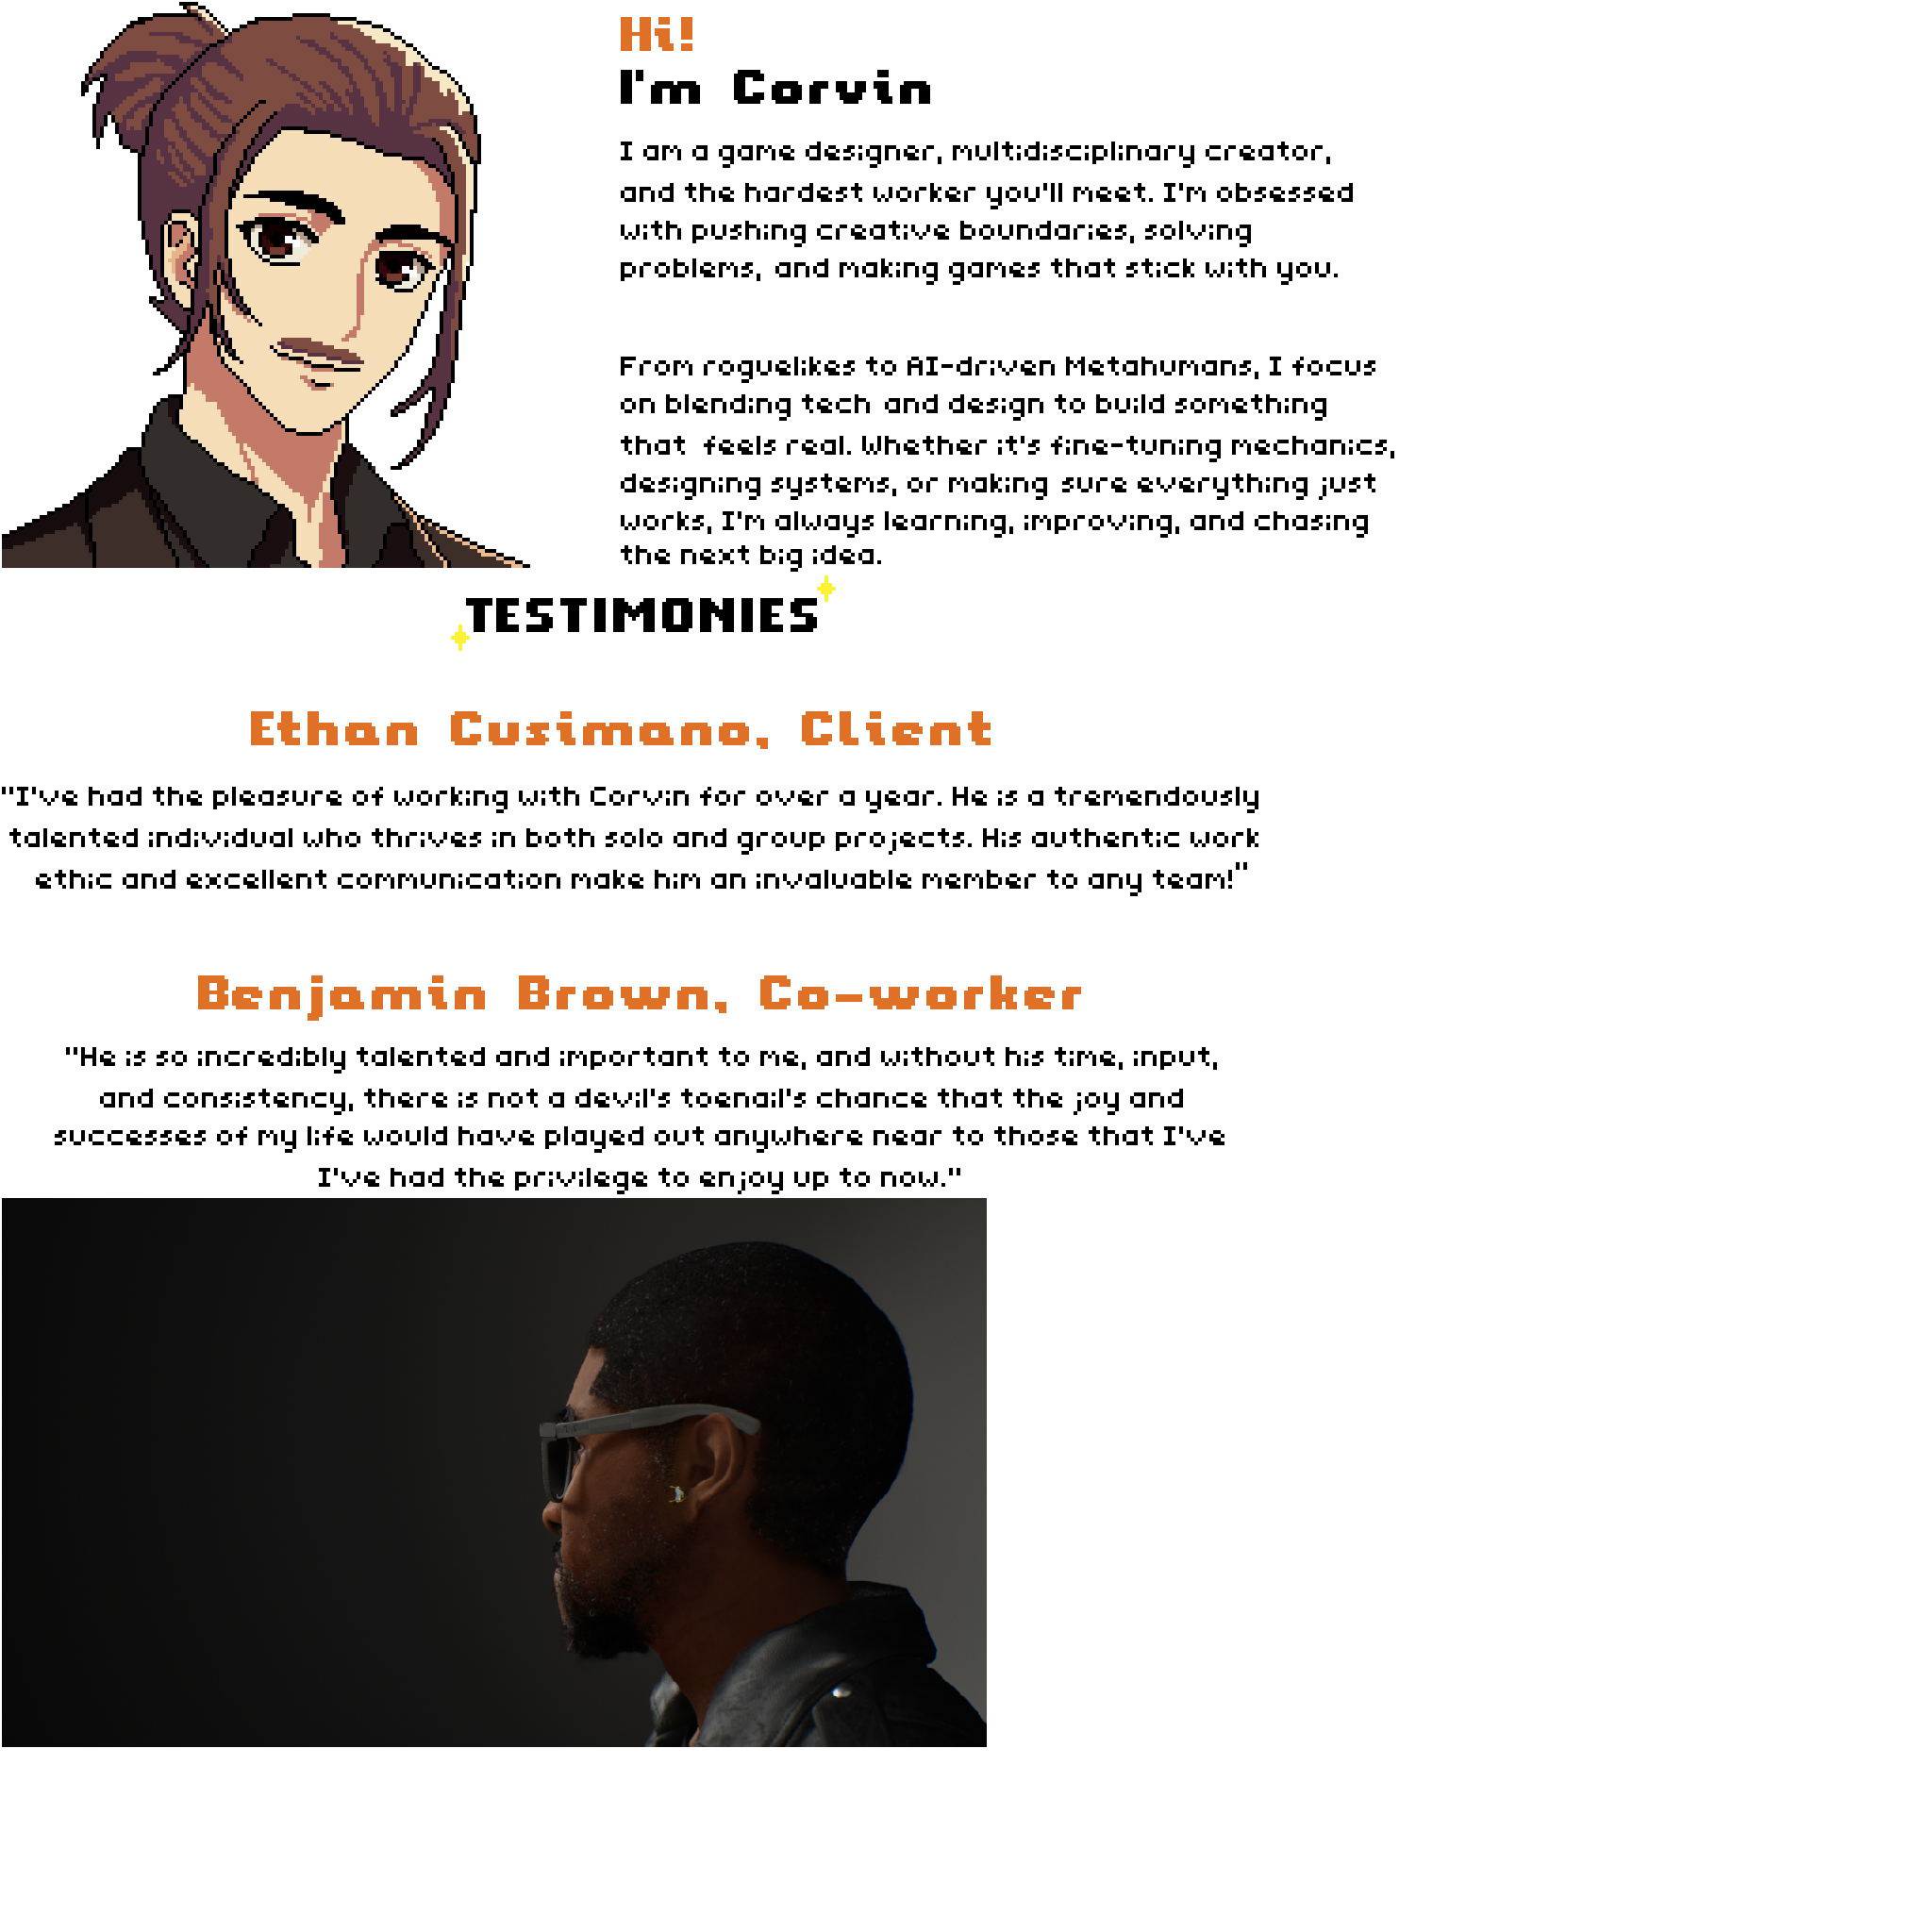 Hi!
I'm Corvin
I am a game designer, multidisciplinary creator,
and the hardest worker you'll meet. I'm obsessed
with pushing creative boundaries, solving
problems, and making games that stick with you.
From roguelikes to AI-driven Metahumans, I focus
on blending tech and design to build something
that feels real. Whether it's fine-tuning mechanics,
designing systems, or making sure everything just
works, I'm always learning, improving, and chasing
the next big idea.
TESTIMONIES
Ethan Cusimano, Client
"I've had the pleasure of working with Corvin for over a year. He is a tremendously
talented individual who thrives in both solo and group projects. His authentic work
ethic and excellent communication make him an invaluable member to any team!"
Benjamin Brown, Co-worker
"He is so incredibly talented and important to me, and without his time, input,
and consistency, there is not a devil's toenail's chance that the joy and
successes of my life would have played out anywhere near to those that I've
I've had the privilege to enjoy up to now."